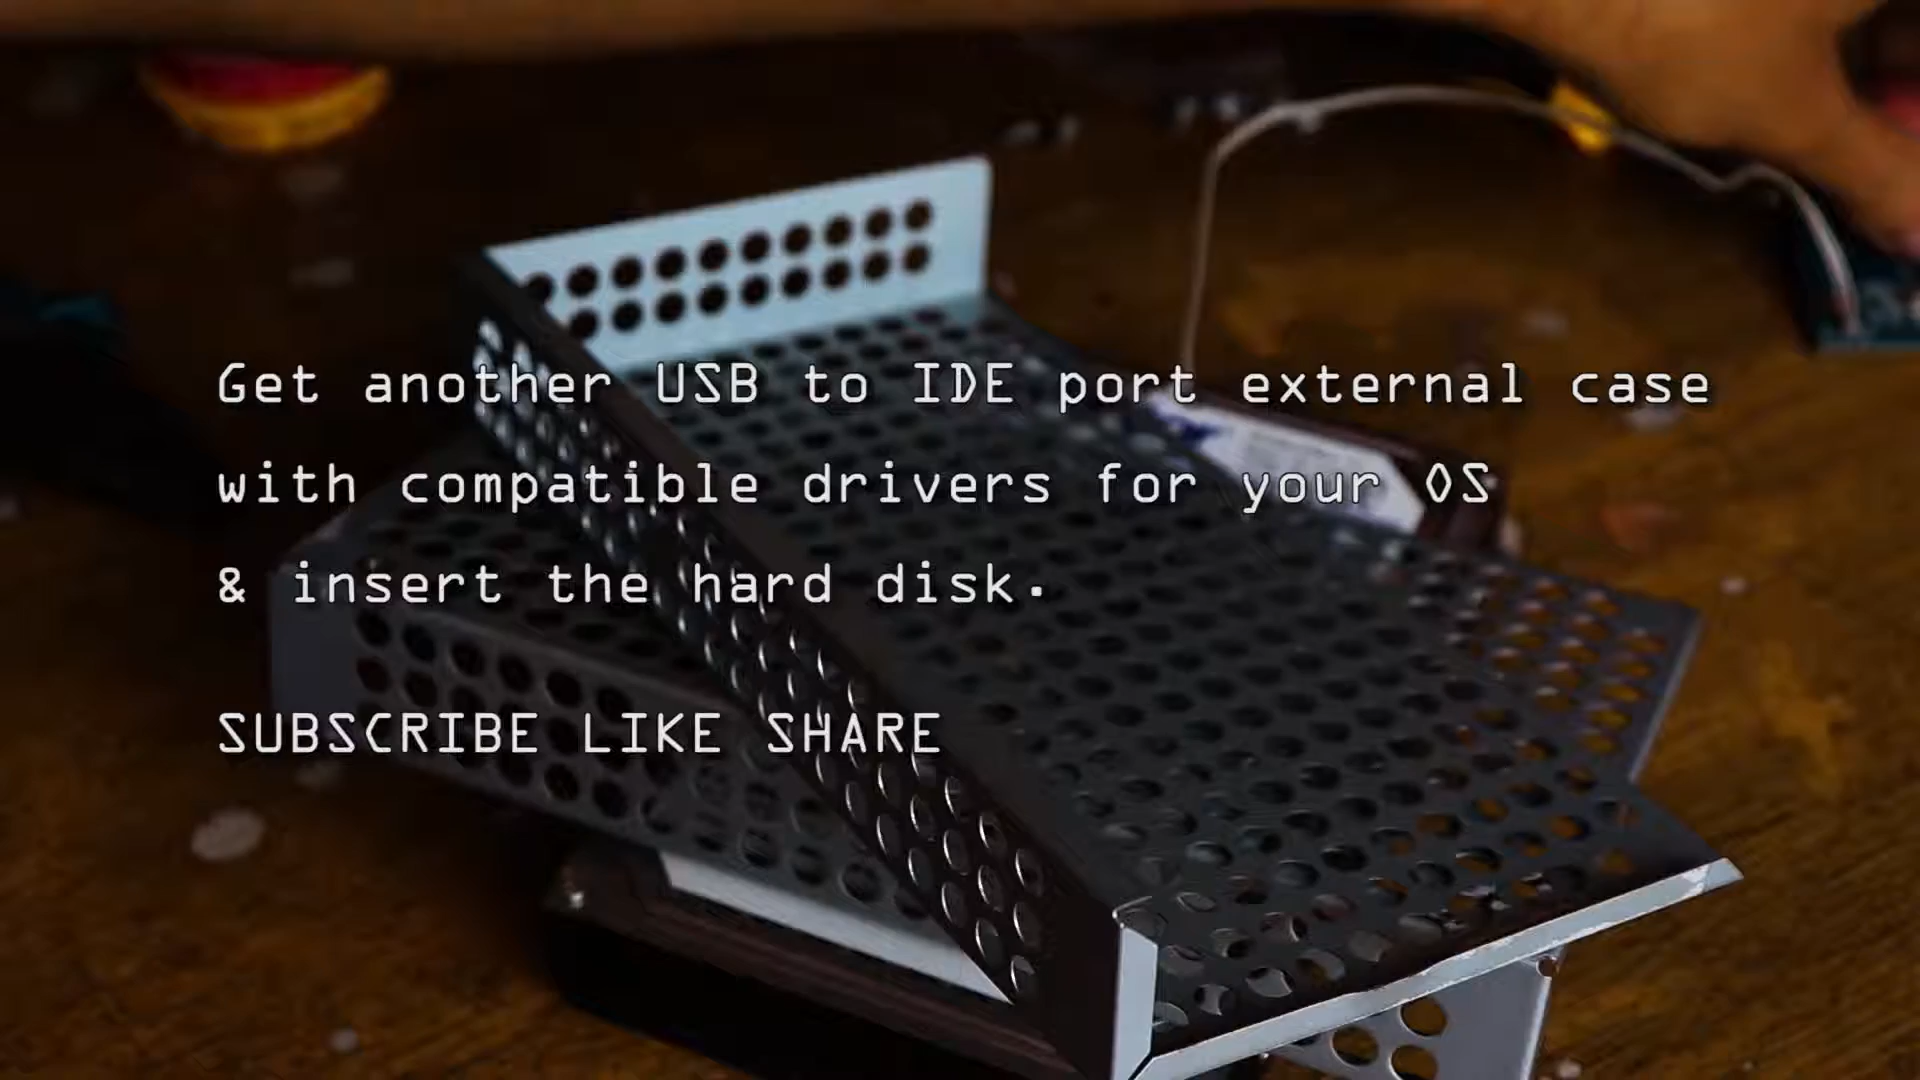 Get another USB to IDE port external case
with compatible drivers for your OS
& insert the hard disk.
SUBSCRIBE LIKE SHARE